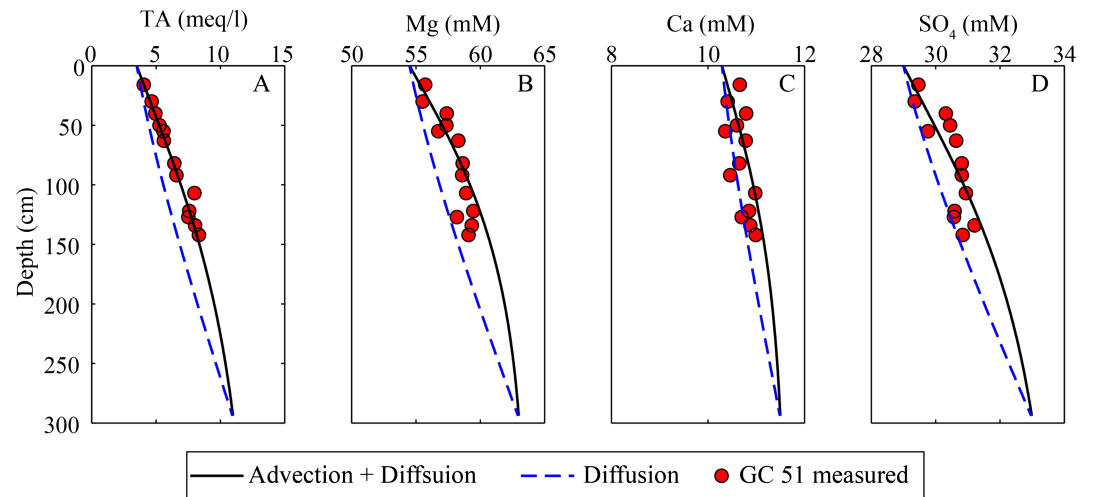 TA (meq/l) Mg (mM) Ca (mM) SO4 (mM)
0 5 10 15 50 55 60 65 8 10 12 28 30 32 34
0
A B C D
50
100
150
200
250
300
Depth (cm)
Advection + Diffsuion Diffusion GC 51 measured